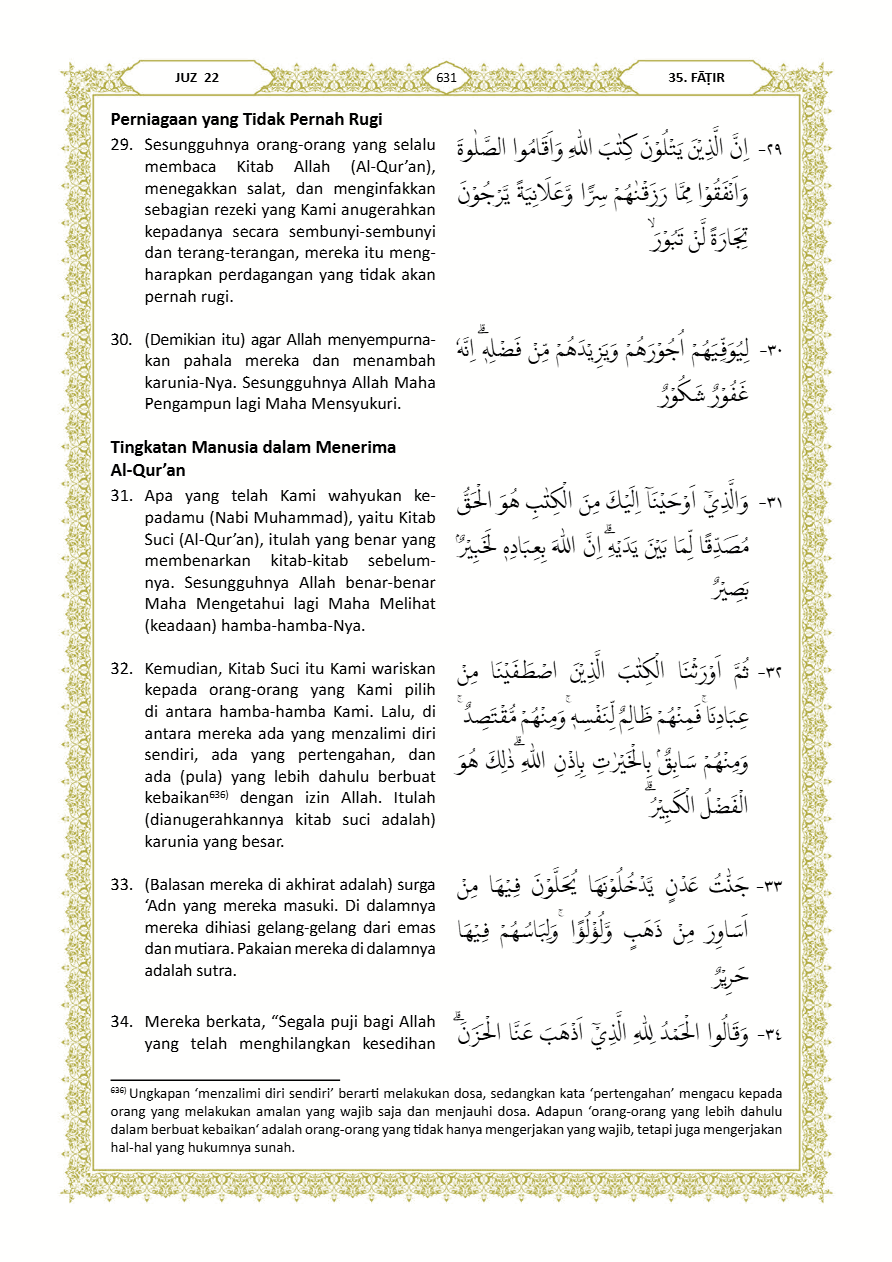 JUZ 22
631
35. FĀṬIR
Perniagaan yang Tidak Pernah Rugi
29. Sesungguhnya orang-orang yang selalu
membaca Kitab Allah (Al-Qur’an),
menegakkan salat, dan menginfakkan
sebagian rezeki yang Kami anugerahkan
kepadanya secara sembunyi-sembunyi
dan terang-terangan, mereka itu meng-
harapkan perdagangan yang tidak akan
pernah rugi.
٢٩- اِنَّ الَّذِيْنَ يَتْلُوْنَ كِتٰبَ اللّٰهِ وَاَقَامُوا الصَّلٰوةَ
وَاَنْفَقُوْا مِمَّا رَزَقْنٰهُمْ سِرًّا وَّعَلَانِيَةً يَّرْجُوْنَ
تِجَارَةً لَّنْ تَبُوْرَۙ
30. (Demikian itu) agar Allah menyempurna-
kan pahala mereka dan menambah
karunia-Nya. Sesungguhnya Allah Maha
Pengampun lagi Maha Mensyukuri.
٣٠- لِيُوَفِّيَهُمْ اُجُوْرَهُمْ وَيَزِيْدَهُمْ مِّنْ فَضْلِهٖۗ اِنَّهٗ
غَفُوْرٌ شَكُوْرٌ
Tingkatan Manusia dalam Menerima
Al-Qur’an
31. Apa yang telah Kami wahyukan ke-
padamu (Nabi Muhammad), yaitu Kitab
Suci (Al-Qur’an), itulah yang benar yang
membenarkan kitab-kitab sebelum-
nya. Sesungguhnya Allah benar-benar
Maha Mengetahui lagi Maha Melihat
(keadaan) hamba-hamba-Nya.
٣١- وَالَّذِيْٓ اَوْحَيْنَآ اِلَيْكَ مِنَ الْكِتٰبِ هُوَ الْحَقُّ
مُصَدِّقًا لِّمَا بَيْنَ يَدَيْهِۗ اِنَّ اللّٰهَ بِعِبَادِهٖ لَخَبِيْرٌۢ
بَصِيْرٌ
32. Kemudian, Kitab Suci itu Kami wariskan
kepada orang-orang yang Kami pilih
di antara hamba-hamba Kami. Lalu, di
antara mereka ada yang menzalimi diri
sendiri, ada yang pertengahan, dan
ada (pula) yang lebih dahulu berbuat
kebaikan⁶³⁶⁾ dengan izin Allah. Itulah
(dianugerahkannya kitab suci adalah)
karunia yang besar.
٣٢- ثُمَّ اَوْرَثْنَا الْكِتٰبَ الَّذِيْنَ اصْطَفَيْنَا مِنْ
عِبَادِنَاۚ فَمِنْهُمْ ظَالِمٌ لِّنَفْسِهٖۚ وَمِنْهُمْ مُّقْتَصِدٌۚ
وَمِنْهُمْ سَابِقٌۢ بِالْخَيْرٰتِ بِاِذْنِ اللّٰهِۗ ذٰلِكَ هُوَ
الْفَضْلُ الْكَبِيْرُۗ
33. (Balasan mereka di akhirat adalah) surga
‘Adn yang mereka masuki. Di dalamnya
mereka dihiasi gelang-gelang dari emas
dan mutiara. Pakaian mereka di dalamnya
adalah sutra.
٣٣- جَنّٰتُ عَدْنٍ يَّدْخُلُوْنَهَا يُحَلَّوْنَ فِيْهَا مِنْ
اَسَاوِرَ مِنْ ذَهَبٍ وَّلُؤْلُؤًاۚ وَلِبَاسُهُمْ فِيْهَا
حَرِيْرٌ
34. Mereka berkata, “Segala puji bagi Allah
yang telah menghilangkan kesedihan
٣٤- وَقَالُوا الْحَمْدُ لِلّٰهِ الَّذِيْٓ اَذْهَبَ عَنَّا الْحَزَنَۗ
⁶³⁶⁾ Ungkapan ‘menzalimi diri sendiri’ berarti melakukan dosa, sedangkan kata ‘pertengahan’ mengacu kepada
orang yang melakukan amalan yang wajib saja dan menjauhi dosa. Adapun ‘orang-orang yang lebih dahulu
dalam berbuat kebaikan‘ adalah orang-orang yang tidak hanya mengerjakan yang wajib, tetapi juga mengerjakan
hal-hal yang hukumnya sunah.